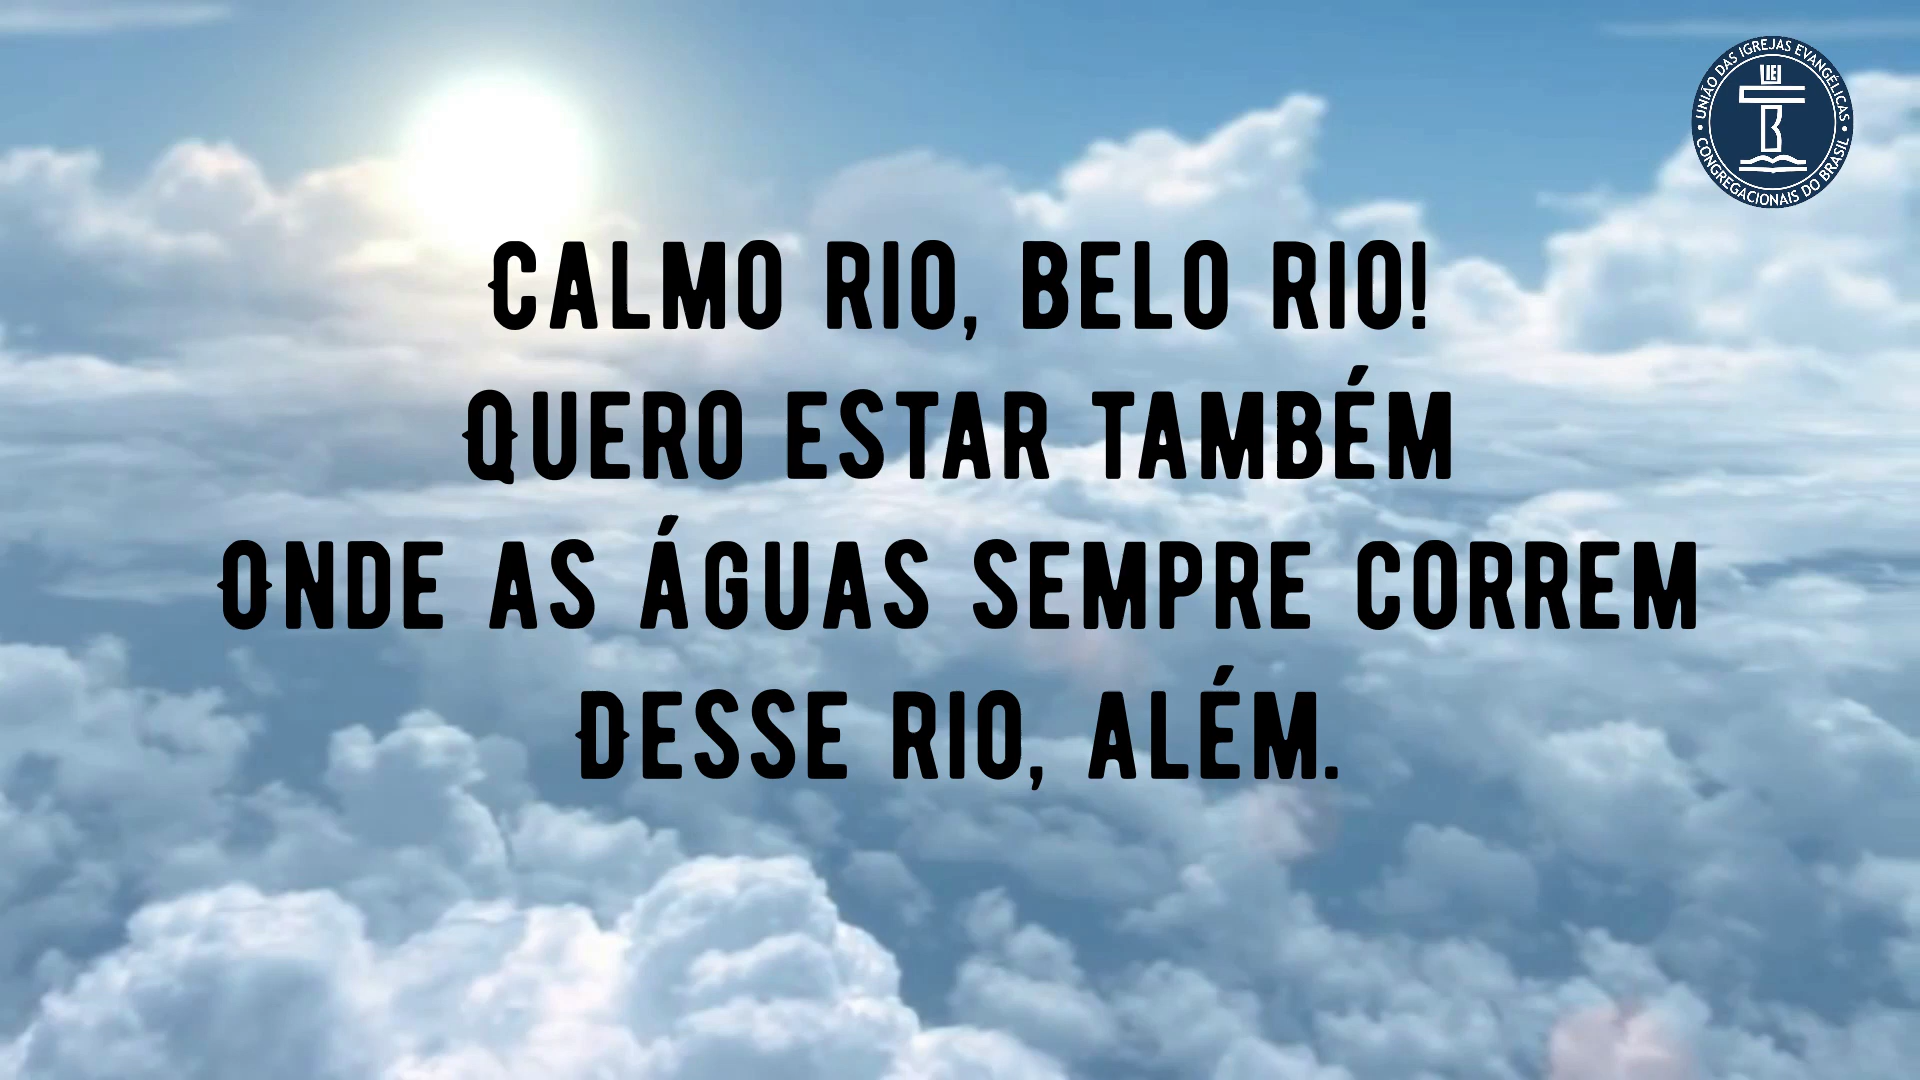 UNIÃO DAS IGREJAS EVANGÉLICAS
CONGREGACIONAIS DO BRASIL
CALMO RIO, BELO RIO!
QUERO ESTAR TAMBÉM
ONDE AS ÁGUAS SEMPRE CORREM
DESSE RIO, ALÉM.